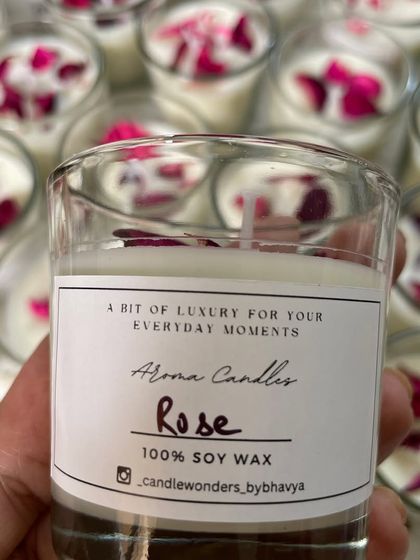 A BIT OF LUXURY FOR YOUR
EVERYDAY MOMENTS
Aroma Candles
Rose
100% SOY WAX
_candlewonders_bybhavya